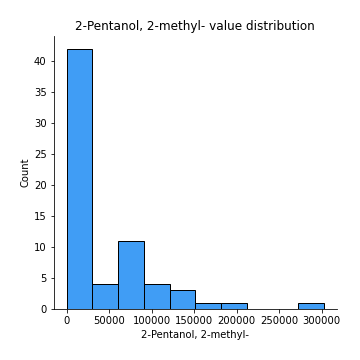 2-Pentanol, 2-methyl- value distribution
40
35
30
25
20
15
10
5
0
Count
0 50000 100000 150000 200000 250000 300000
2-Pentanol, 2-methyl-